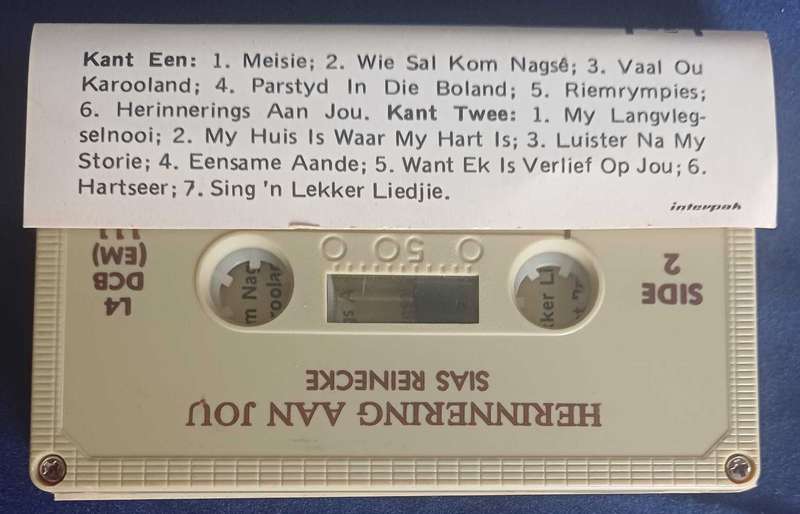 Kant Een: 1. Meisie; 2. Wie Sal Kom Nagsê; 3. Vaal Ou
Karooland; 4. Parstyd In Die Boland; 5. Riemrympies;
6. Herinnerings Aan Jou. Kant Twee: 1. My Langvleg-
selnooi; 2. My Huis Is Waar My Hart Is; 3. Luister Na My
Storie; 4. Eensame Aande; 5. Want Ek Is Verlief Op Jou; 6.
Hartseer; 7. Sing 'n Lekker Liedjie.
interpak
HERINNERING AAN JOU
SIAS REINECKE
SIDE
2
0 50 0
L4
DCB
(EM)